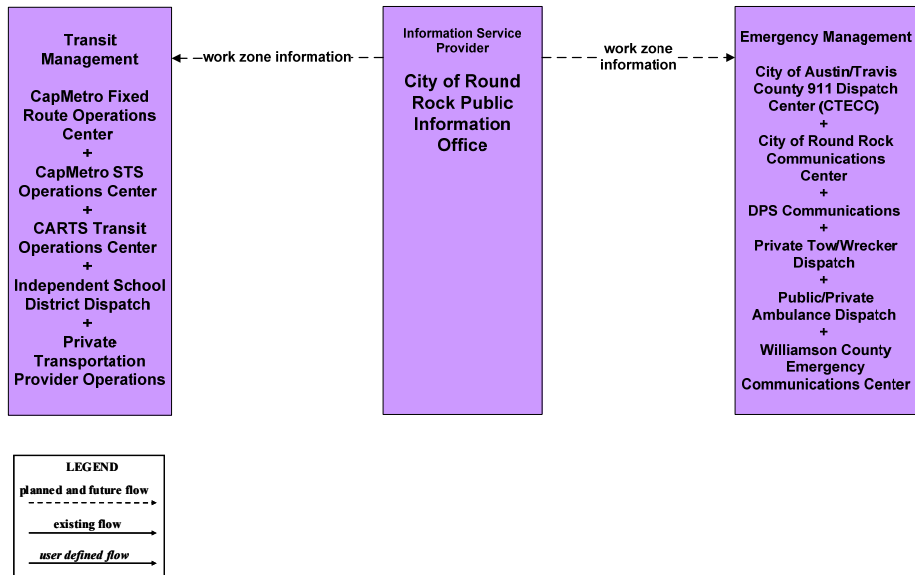 Transit
Management
CapMetro Fixed
Route Operations
Center
+
CapMetro STS
Operations Center
+
CARTS Transit
Operations Center
+
Independent School
District Dispatch
+
Private
Transportation
Provider Operations
work zone information
Information Service
Provider
City of Round
Rock Public
Information
Office
work zone
information
Emergency Management
City of Austin/Travis
County 911 Dispatch
Center (CTECC)
+
City of Round Rock
Communications
Center
+
DPS Communications
+
Private Tow/Wrecker
Dispatch
+
Public/Private
Ambulance Dispatch
+
Williamson County
Emergency
Communications Center
LEGEND
planned and future flow
existing flow
user defined flow